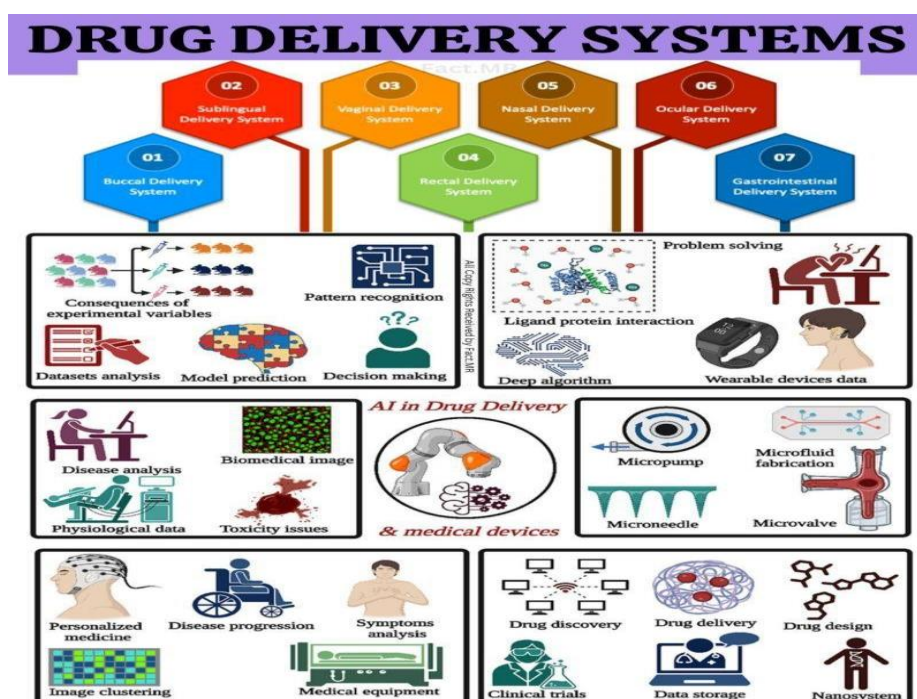 DRUG DELIVERY SYSTEMS
Fact.MR
02
Sublingual
Delivery System
03
Vaginal Delivery
System
05
Nasal Delivery
System
06
Ocular Delivery
System
01
Buccal Delivery
System
04
Rectal Delivery
System
07
Gastrointestinal
Delivery System
Consequences of
experimental variables
Pattern recognition
Datasets analysis
Model prediction
???
Decision making
All Copy Rights Received by Fact.MR
Problem solving
Ligand protein interaction
Deep algorithm
Wearable devices data
Disease analysis
Biomedical image
Physiological data
Toxicity issues
AI in Drug Delivery
& medical devices
Micropump
Microfluid
fabrication
Microneedle
Microvalve
Personalized
medicine
Disease progression
Symptoms
analysis
Image clustering
Medical equipment
Drug discovery
Drug delivery
Drug design
Clinical trials
Data storage
Nanosystem